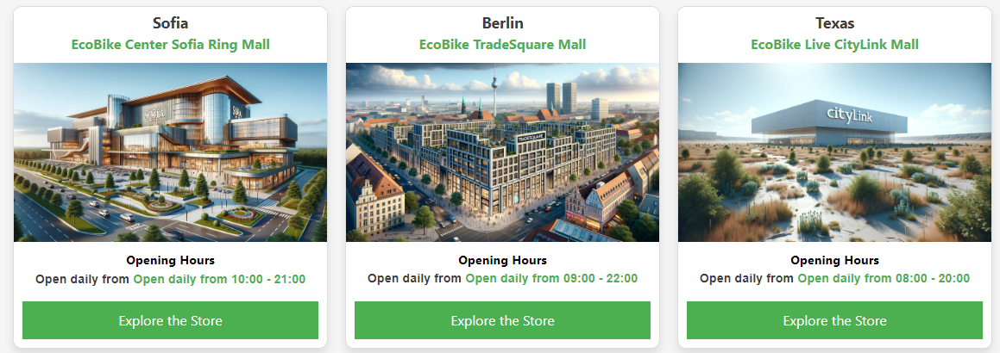 Sofia
EcoBike Center Sofia Ring Mall
Opening Hours
Open daily from Open daily from 10:00 - 21:00
Explore the Store
Berlin
EcoBike TradeSquare Mall
TRADESQUARE
Opening Hours
Open daily from Open daily from 09:00 - 22:00
Explore the Store
Texas
EcoBike Live CityLink Mall
citylink
Opening Hours
Open daily from Open daily from 08:00 - 20:00
Explore the Store